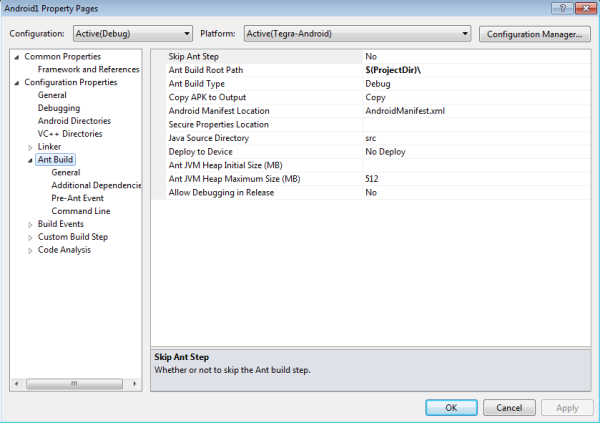 Android1 Property Pages
Configuration: Active(Debug) Platform: Active(Tegra-Android) Configuration Manager...
Common Properties
Framework and References
Configuration Properties
General
Debugging
Android Directories
VC++ Directories
Linker
Ant Build
General
Additional Dependencie
Pre-Ant Event
Command Line
Build Events
Custom Build Step
Code Analysis
Skip Ant Step No
Ant Build Root Path $(ProjectDir)\
Ant Build Type Debug
Copy APK to Output Copy
Android Manifest Location AndroidManifest.xml
Secure Properties Location
Java Source Directory src
Deploy to Device No Deploy
Ant JVM Heap Initial Size (MB)
Ant JVM Heap Maximum Size (MB) 512
Allow Debugging in Release No
Skip Ant Step
Whether or not to skip the Ant build step.
OK Cancel Apply